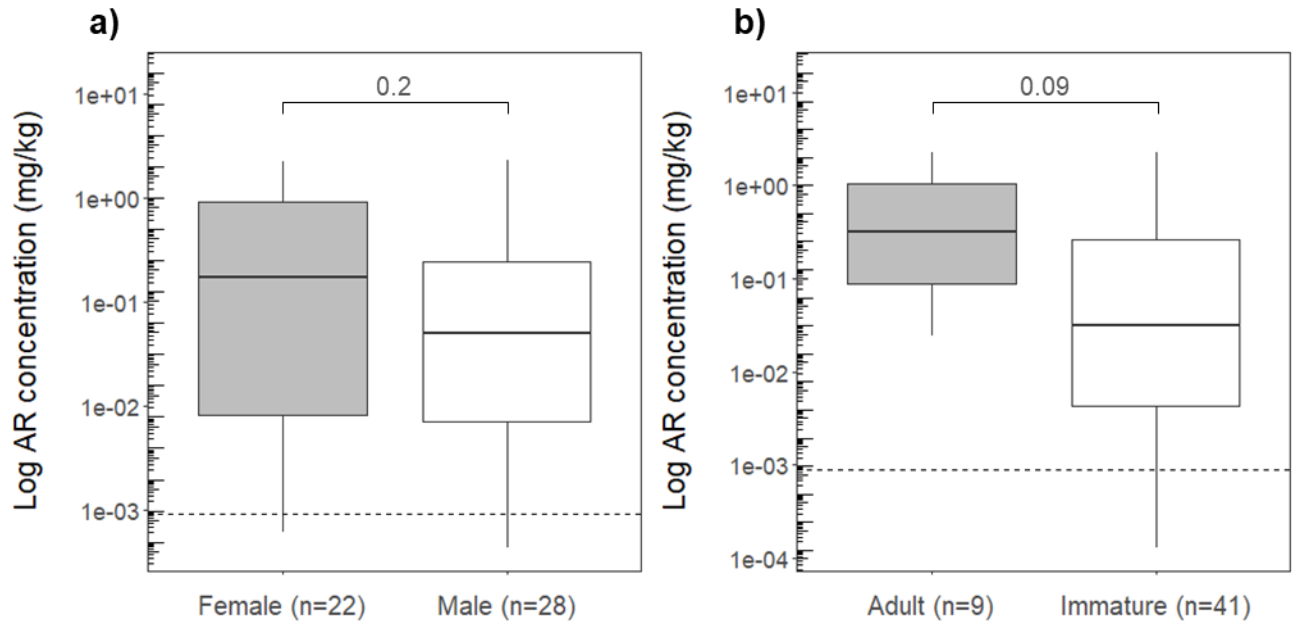 a)
Log AR concentration (mg/kg)
1e+01
1e+00
1e-01
1e-02
1e-03
0.2
Female (n=22)
Male (n=28)
b)
Log AR concentration (mg/kg)
1e+01
1e+00
1e-01
1e-02
1e-03
1e-04
0.09
Adult (n=9)
Immature (n=41)